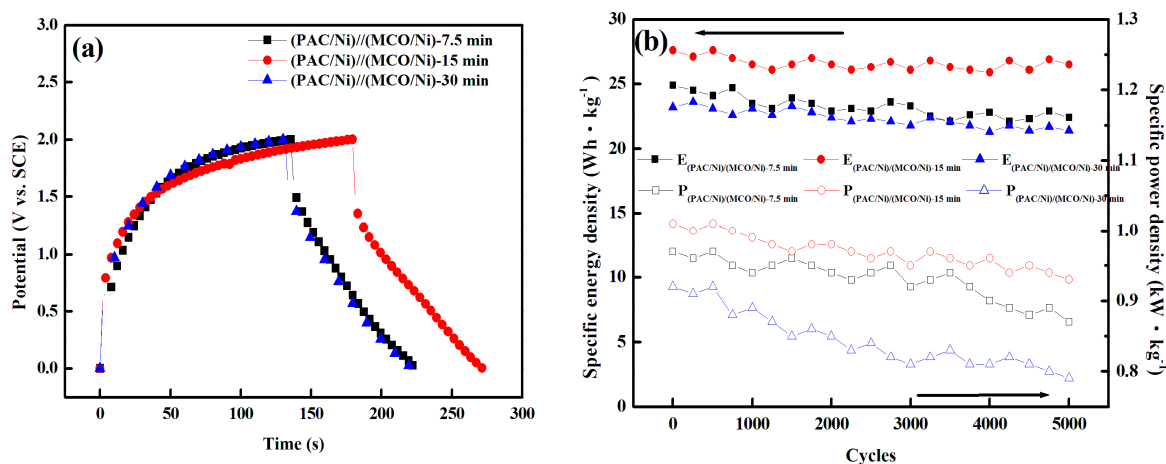 (a)
(PAC/Ni)//(MCO/Ni)-7.5 min
(PAC/Ni)//(MCO/Ni)-15 min
(PAC/Ni)//(MCO/Ni)-30 min
Potential (V vs. SCE)
3.0
2.5
2.0
1.5
1.0
0.5
0.0
0 50 100 150 200 250 300
Time (s)
(b)
Specific energy density (Wh · kg⁻¹)
30
25
20
15
10
5
0
E(PAC/Ni)/(MCO/Ni)-7.5 min E(PAC/Ni)/(MCO/Ni)-15 min E(PAC/Ni)/(MCO/Ni)-30 min
P(PAC/Ni)/(MCO/Ni)-7.5 min P(PAC/Ni)/(MCO/Ni)-15 min P(PAC/Ni)/(MCO/Ni)-30 min
0 1000 2000 3000 4000 5000
Cycles
1.3
1.2
1.1
1.0
0.9
0.8
Specific power density (kW · kg⁻¹)